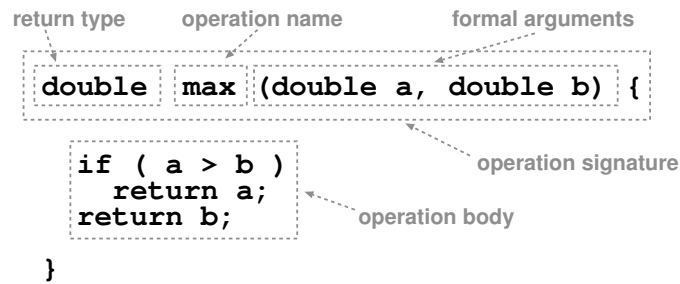 return type operation name formal arguments
double max (double a, double b) {
operation signature
if ( a > b )
return a;
return b;
operation body
}